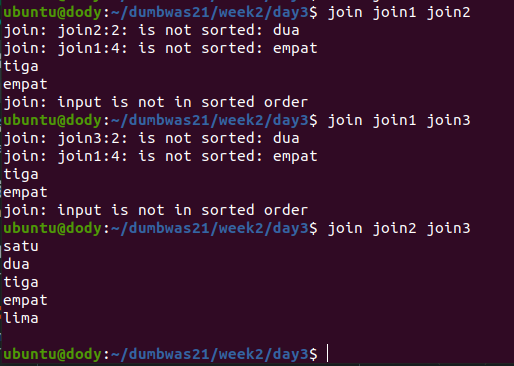 ubuntu@dody:~/dumbwas21/week2/day3$ join join1 join2
join: join2:2: is not sorted: dua
join: join1:4: is not sorted: empat
tiga
empat
join: input is not in sorted order
ubuntu@dody:~/dumbwas21/week2/day3$ join join1 join3
join: join3:2: is not sorted: dua
join: join1:4: is not sorted: empat
tiga
empat
join: input is not in sorted order
ubuntu@dody:~/dumbwas21/week2/day3$ join join2 join3
satu
dua
tiga
empat
lima
ubuntu@dody:~/dumbwas21/week2/day3$